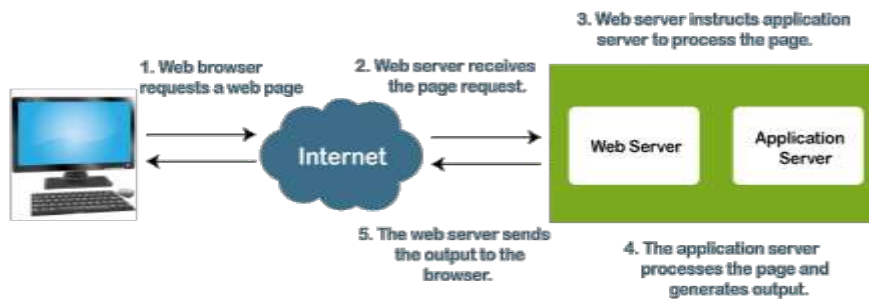 3. Web server instructs application
server to process the page.
1. Web browser
requests a web page
2. Web server receives
the page request.
Internet
Web Server
Application
Server
5. The web server sends
the output to the
browser.
4. The application server
processes the page and
generates output.